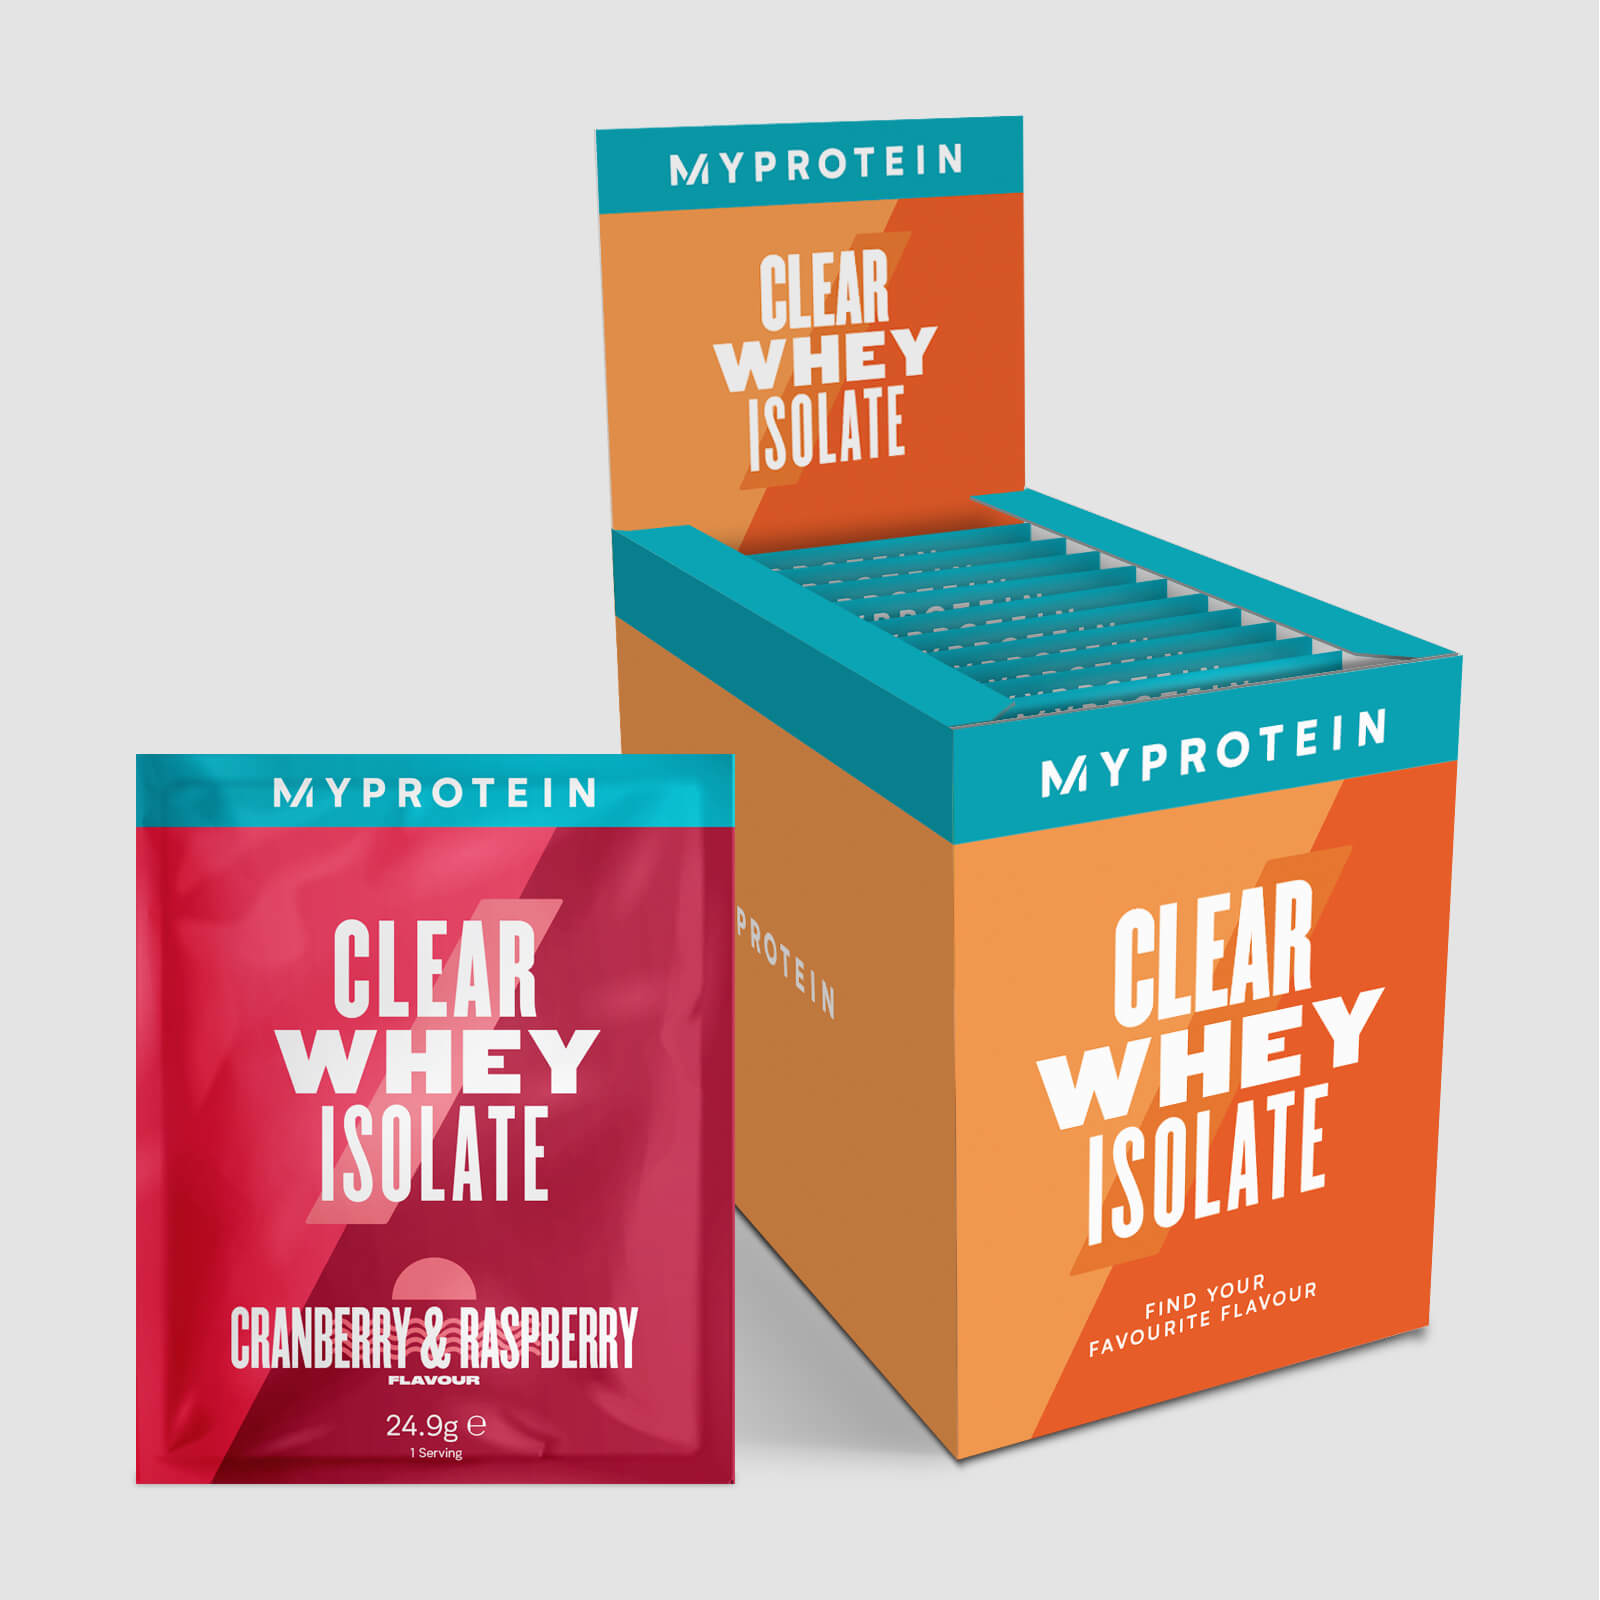 MYPROTEIN
CLEAR
WHEY
ISOLATE
MYPROTEIN
CLEAR
WHEY
ISOLATE
FIND YOUR
FAVOURITE FLAVOUR
PROTEIN
MYPROTEIN
CLEAR
WHEY
ISOLATE
CRANBERRY & RASPBERRY
FLAVOUR
24.9g ℮
1 Serving